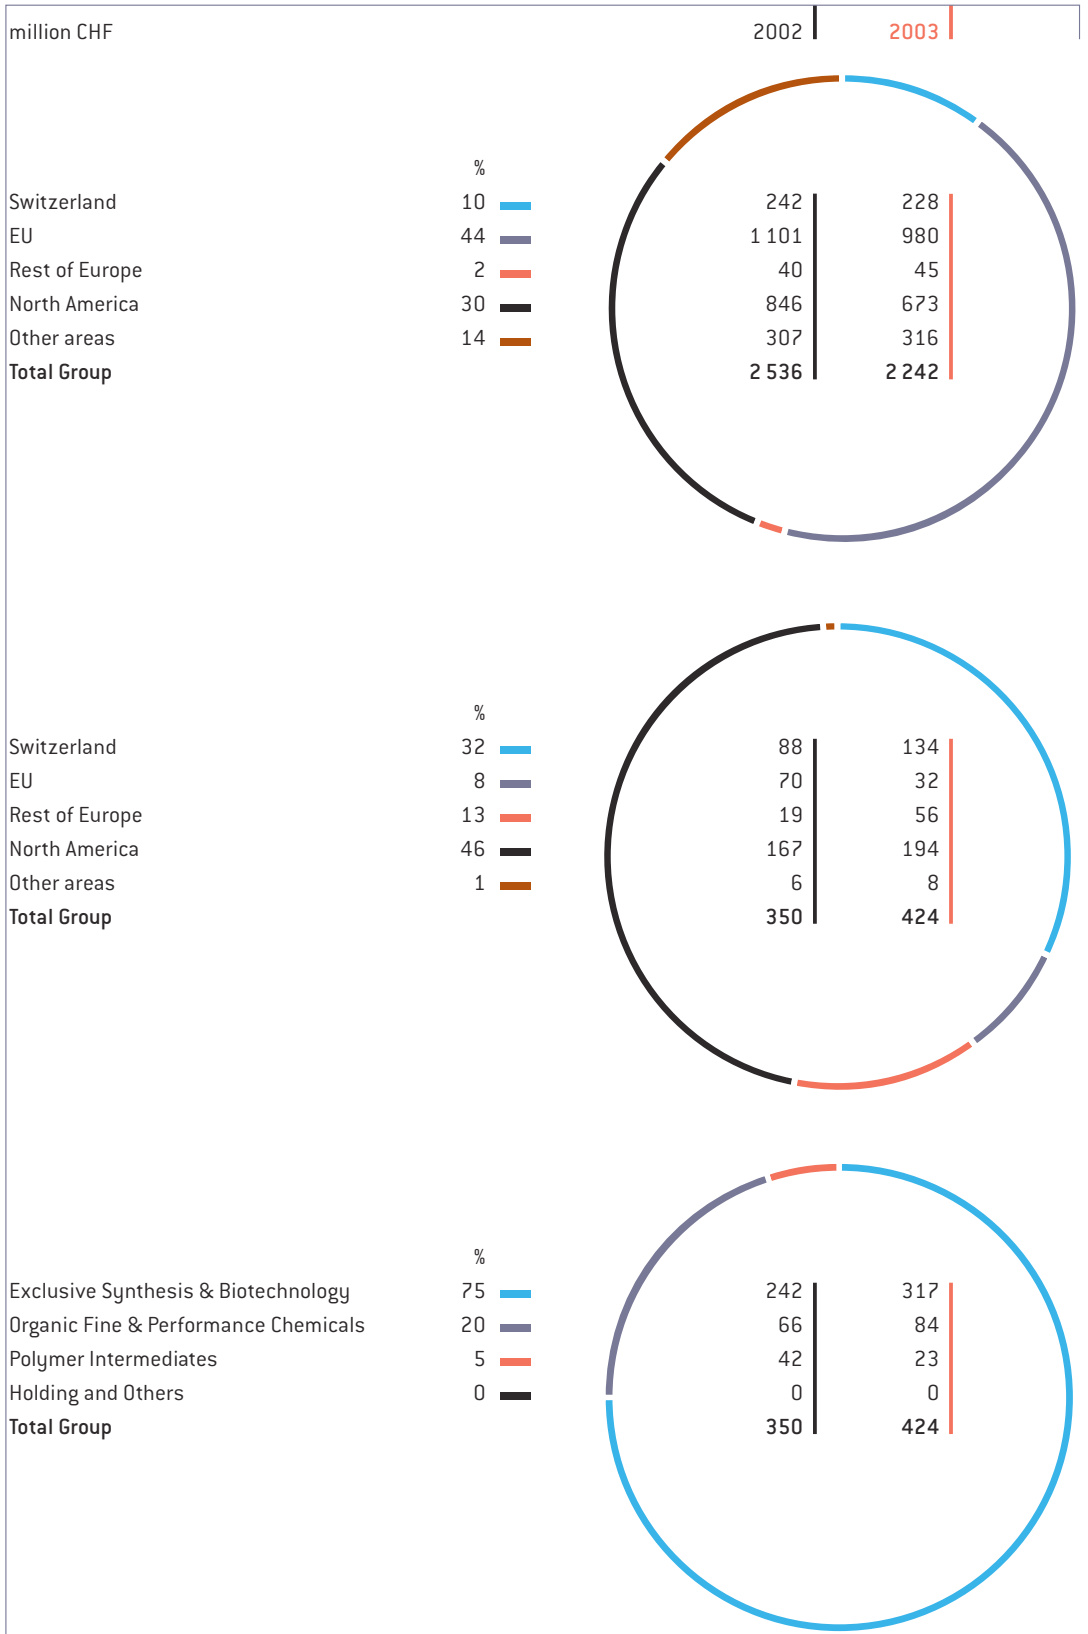 million CHF 2002 2003
%
Switzerland 10 242 228
EU 44 1 101 980
Rest of Europe 2 40 45
North America 30 846 673
Other areas 14 307 316
Total Group 2 536 2 242
%
Switzerland 32 88 134
EU 8 70 32
Rest of Europe 13 19 56
North America 46 167 194
Other areas 1 6 8
Total Group 350 424
%
Exclusive Synthesis & Biotechnology 75 242 317
Organic Fine & Performance Chemicals 20 66 84
Polymer Intermediates 5 42 23
Holding and Others 0 0 0
Total Group 350 424